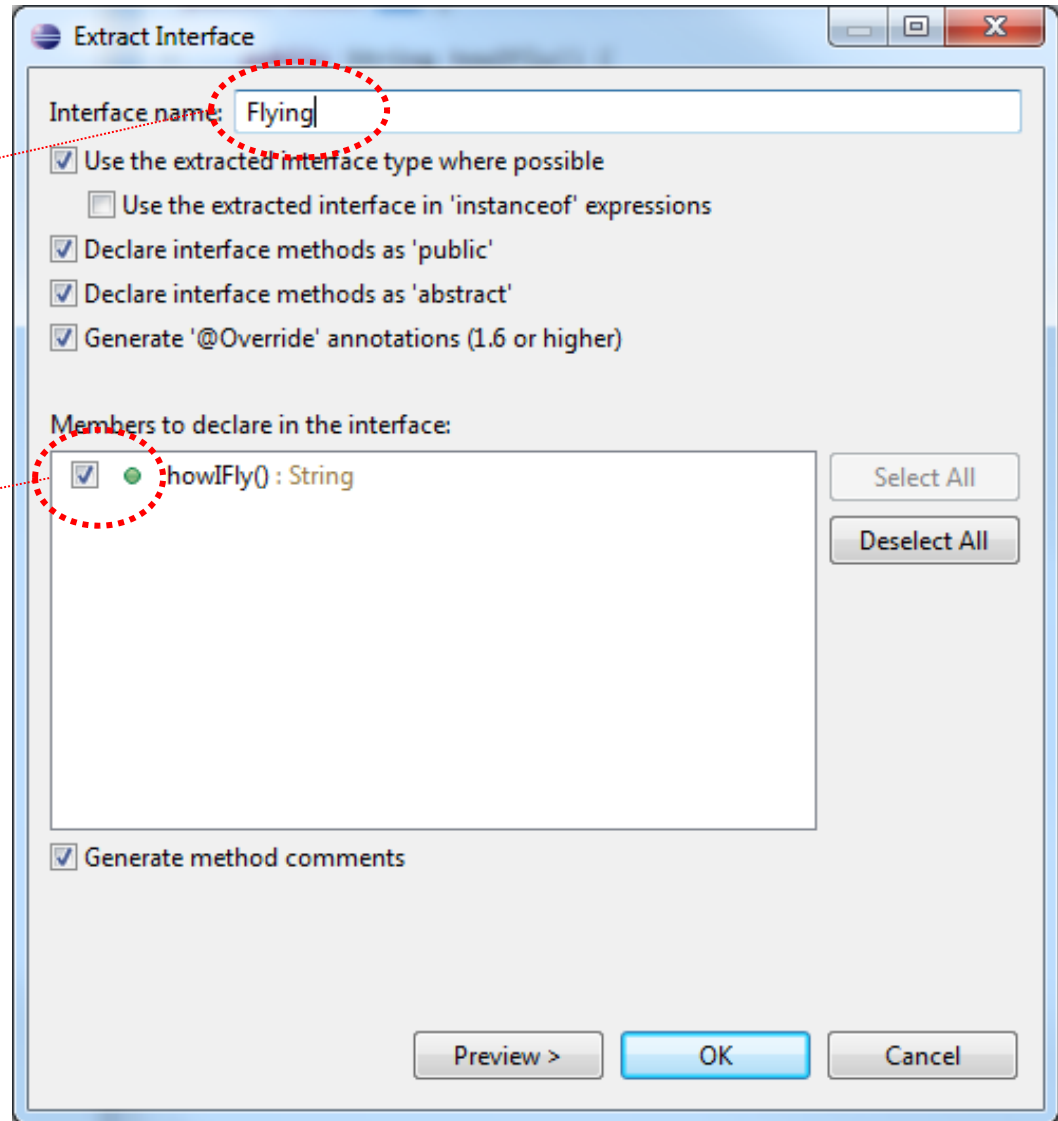 Extract Interface
Interface name: Flying
Use the extracted interface type where possible
Use the extracted interface in 'instanceof' expressions
Declare interface methods as 'public'
Declare interface methods as 'abstract'
Generate '@Override' annotations (1.6 or higher)
Members to declare in the interface:
howIFly() : String
Select All
Deselect All
Generate method comments
Preview >
OK
Cancel